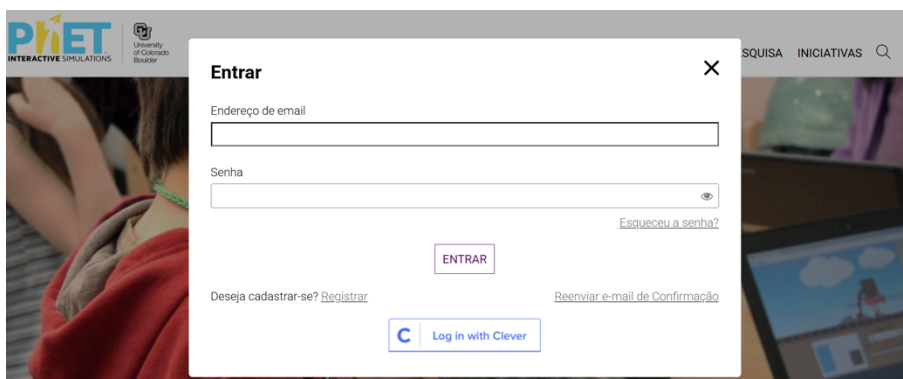 PhET
INTERACTIVE SIMULATIONS
University
of Colorado
Boulder
ESQUISA INICIATIVAS
Entrar
Endereço de email
Senha
Esqueceu a senha?
ENTRAR
Deseja cadastrar-se? Registrar
Reenviar e-mail de Confirmação
C Log in with Clever